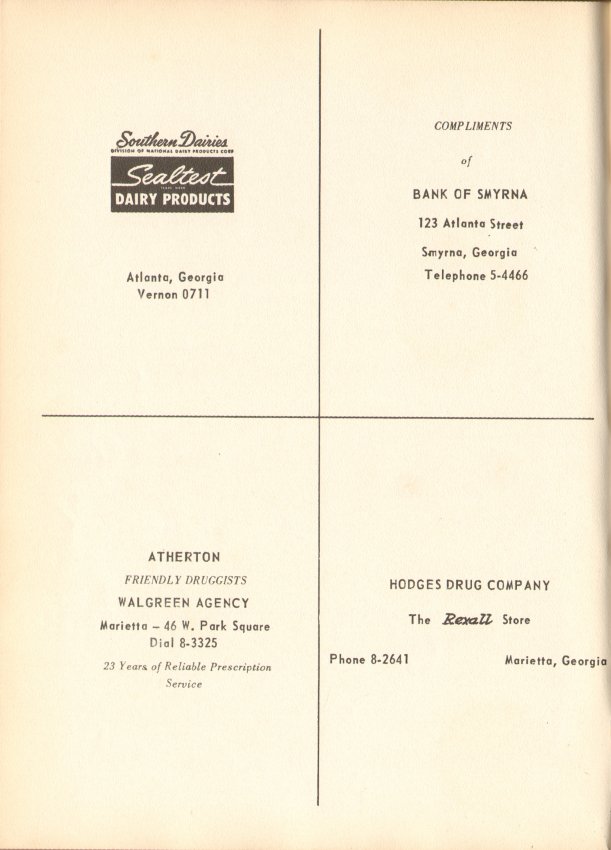 Southern Dairies
DIVISION OF NATIONAL DAIRY PRODUCTS CORP
Sealtest
TRADE MARK
DAIRY PRODUCTS
Atlanta, Georgia
Vernon 0711
COMPLIMENTS
of
BANK OF SMYRNA
123 Atlanta Street
Smyrna, Georgia
Telephone 5-4466
ATHERTON
FRIENDLY DRUGGISTS
WALGREEN AGENCY
Marietta – 46 W. Park Square
Dial 8-3325
23 Years of Reliable Prescription
Service
HODGES DRUG COMPANY
The Rexall Store
Phone 8-2641 Marietta, Georgia